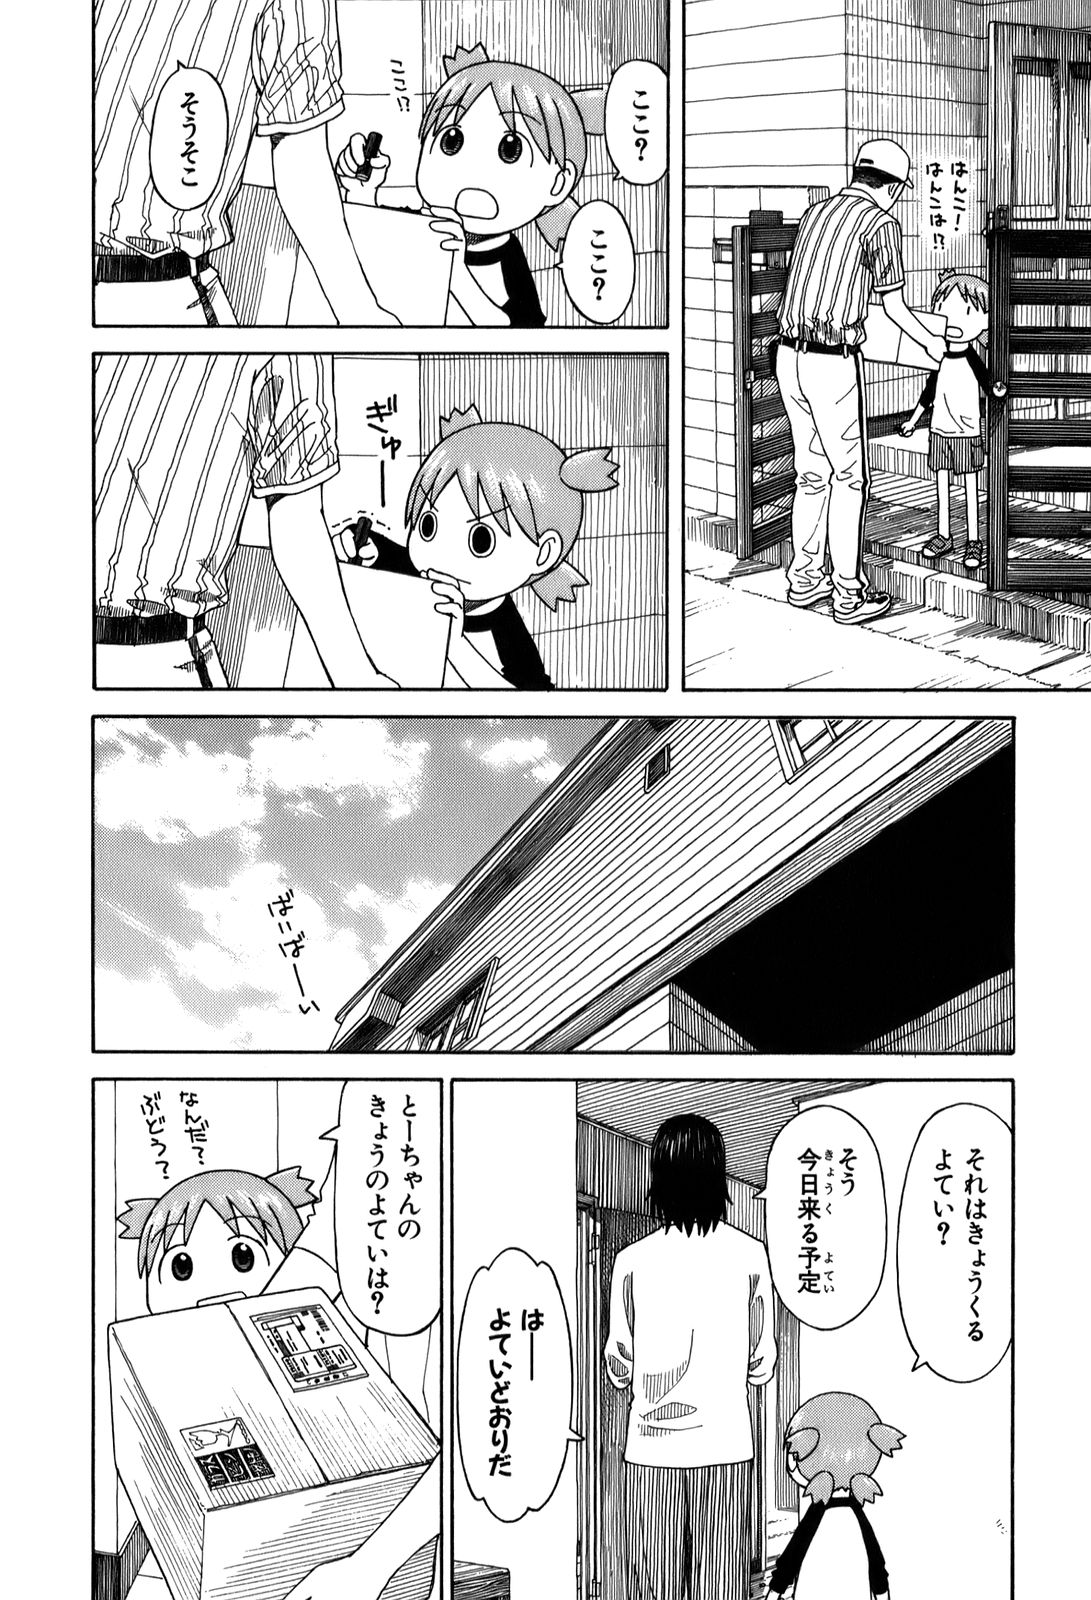 はんこ!
はんこは!?
ここ?
ここ?
ここ!?
そうそこ
ぎゅーー
ばいばーーい
それはきょうくる
よてい?
そう
今日来る予定
きょうく
よてい
はーー
よていどおりだ
とーちゃんの
きょうのよていは?
なんだ?
ぶどう?